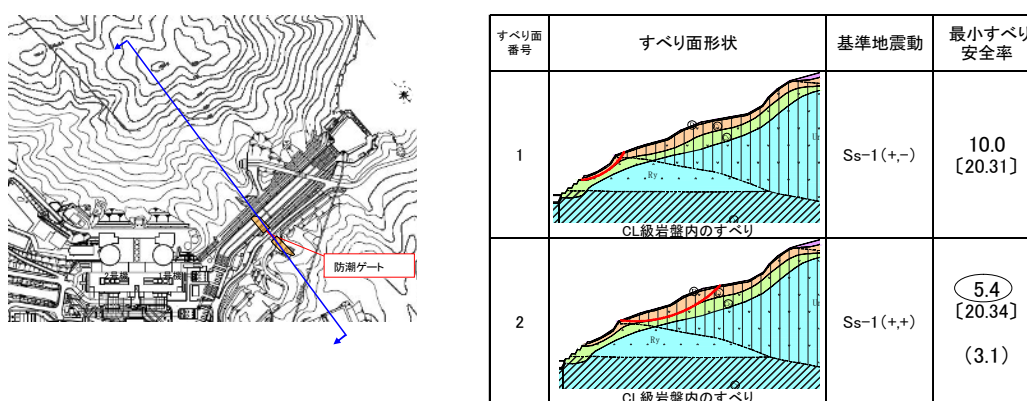 2号機
1号機
防潮ゲート
すべり面
番号
すべり面形状
基準地震動
最小すべり
安全率
1
Ry
CL級岩盤内のすべり
Ss-1(+,-)
10.0
[20.31]
2
Ry
CL級岩盤内のすべり
Ss-1(+,+)
5.4
[20.34]
(3.1)